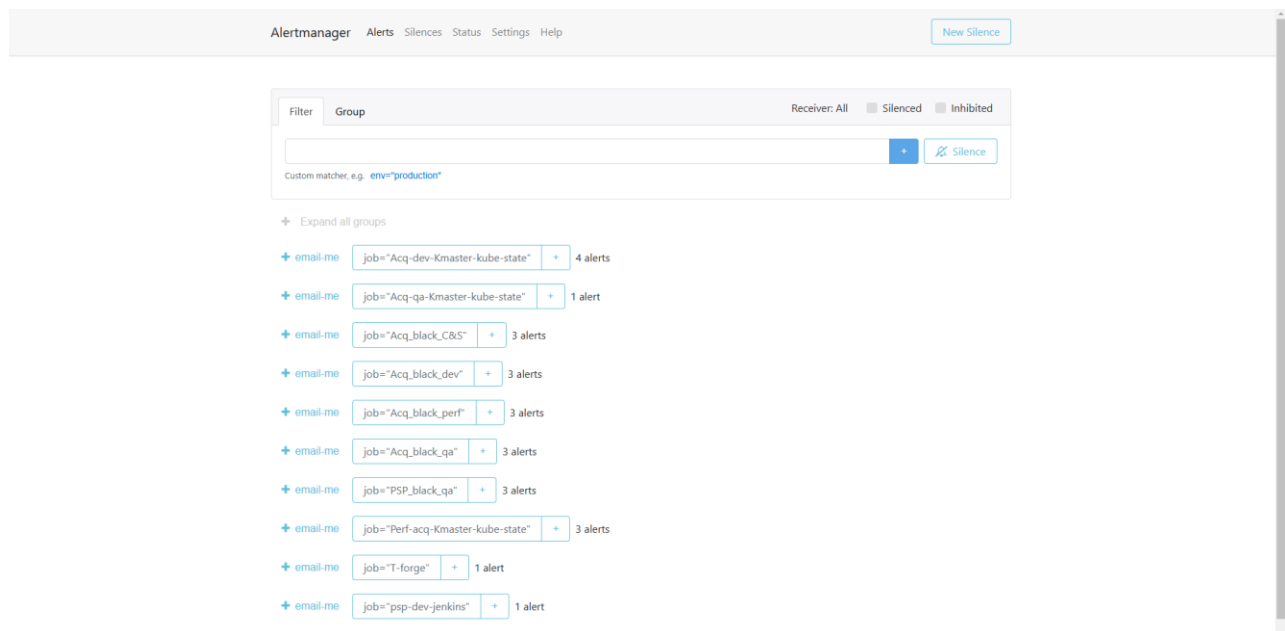 Alertmanager Alerts Silences Status Settings Help New Silence
Filter Group Receiver: All Silenced Inhibited
+ Silence
Custom matcher, e.g. env="production"
+ Expand all groups
+ email-me job="Acq-dev-Kmaster-kube-state" + 4 alerts
+ email-me job="Acq-qa-Kmaster-kube-state" + 1 alert
+ email-me job="Acq_black_C&S" + 3 alerts
+ email-me job="Acq_black_dev" + 3 alerts
+ email-me job="Acq_black_perf" + 3 alerts
+ email-me job="Acq_black_qa" + 3 alerts
+ email-me job="PSP_black_qa" + 3 alerts
+ email-me job="Perf-acq-Kmaster-kube-state" + 3 alerts
+ email-me job="T-forge" + 1 alert
+ email-me job="psp-dev-jenkins" + 1 alert